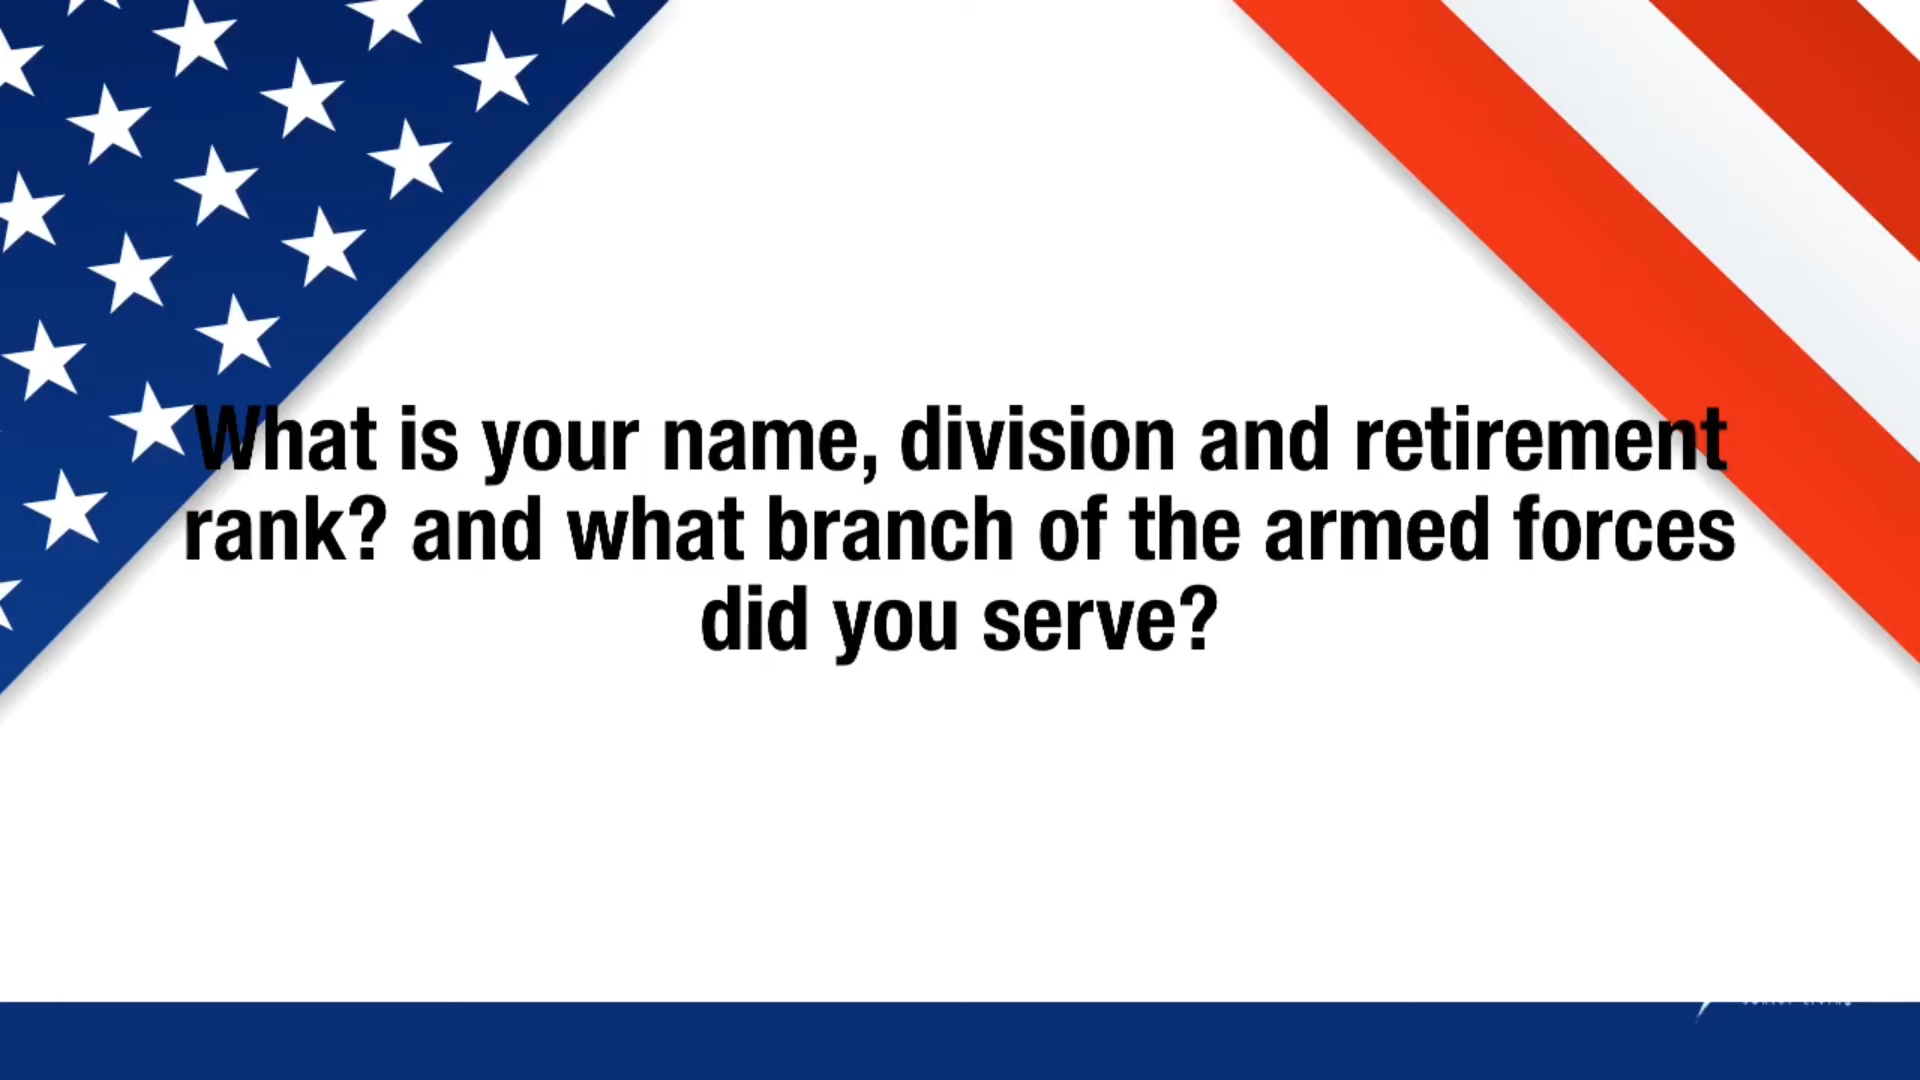 What is your name, division and retirement
rank? and what branch of the armed forces
did you serve?